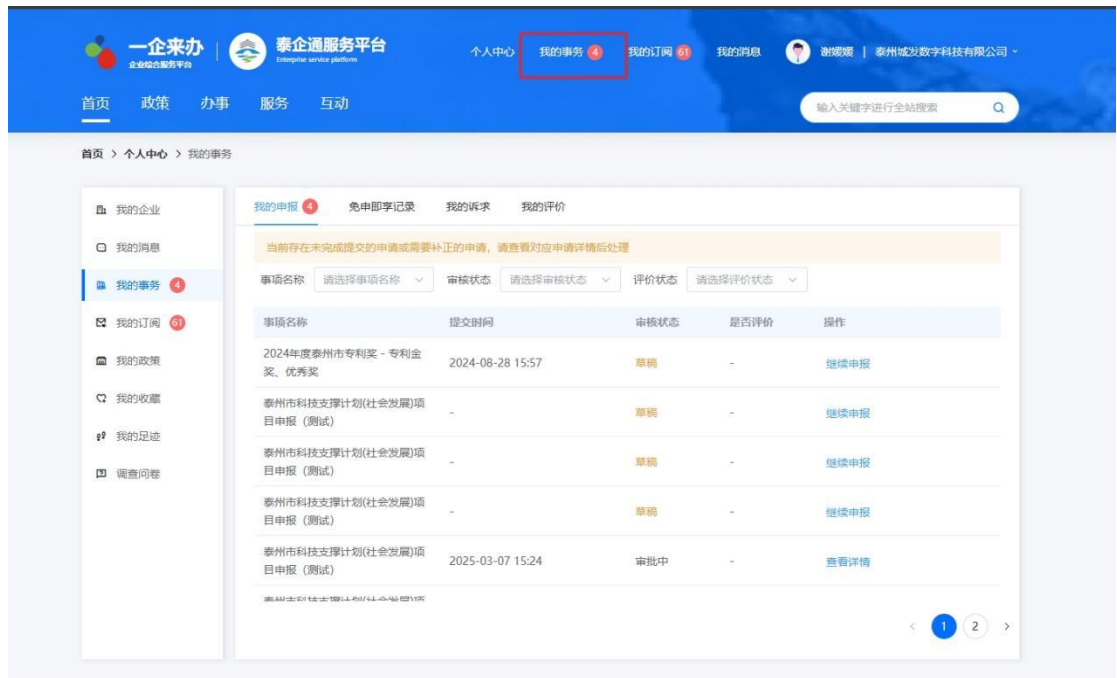 一企来办
企业综合服务平台
泰企通服务平台
Enterprise service platform
个人中心 我的事务 4 我的订阅 61 我的消息 谢媛媛 | 泰州城发数字科技有限公司
首页 政策 办事 服务 互动
输入关键字进行全站搜索
首页 > 个人中心 > 我的事务
我的企业
我的消息
我的事务 4
我的订阅 61
我的政策
我的收藏
我的足迹
调查问卷
我的申报 4 免申即享记录 我的诉求 我的评价
当前存在未完成提交的申请或需要补正的申请，请查看对应申请详情后处理
事项名称 请选择事项名称 审核状态 请选择审核状态 评价状态 请选择评价状态
事项名称 提交时间 审核状态 是否评价 操作
2024年度泰州市专利奖 - 专利金
奖、优秀奖
2024-08-28 15:57 草稿 - 继续申报
泰州市科技支撑计划(社会发展)项
目申报（测试）
- 草稿 - 继续申报
泰州市科技支撑计划(社会发展)项
目申报（测试）
- 草稿 - 继续申报
泰州市科技支撑计划(社会发展)项
目申报（测试）
- 草稿 - 继续申报
泰州市科技支撑计划(社会发展)项
目申报（测试）
2025-03-07 15:24 审批中 - 查看详情
泰州市科技支撑计划(社会发展)项
< 1 2 >